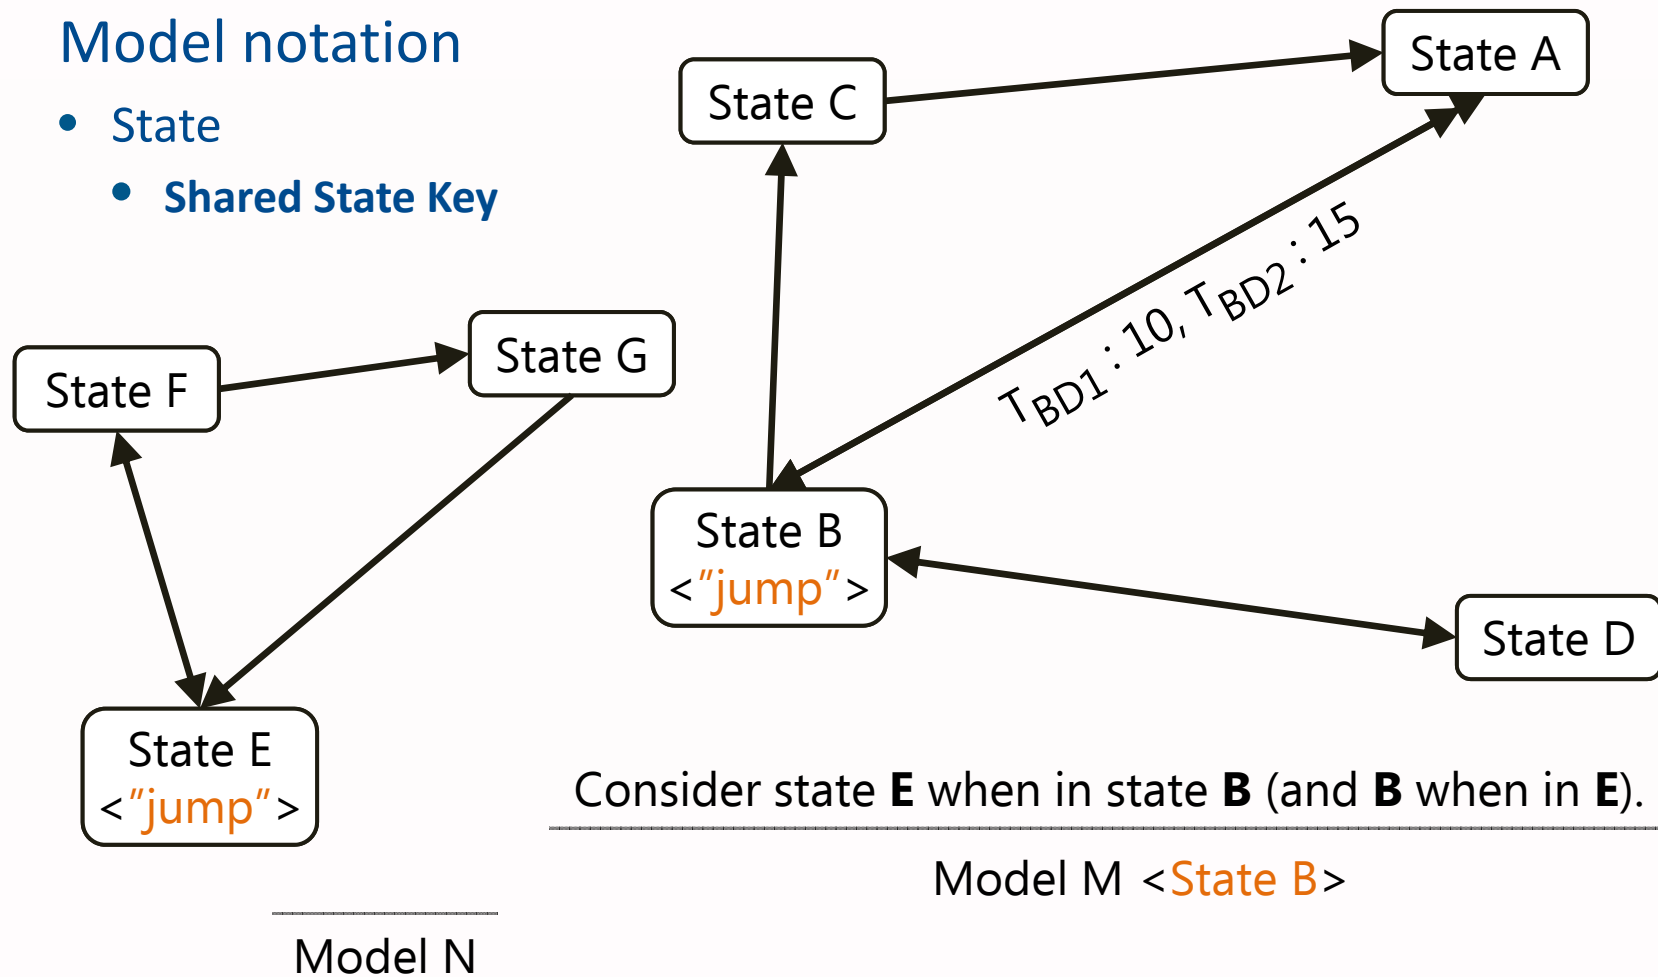 Model notation
• State
• Shared State Key
State A
State C
T_BD1 : 10, T_BD2 : 15
State G
State F
State B
<"jump">
State D
State E
<"jump">
Consider state E when in state B (and B when in E).
Model M <State B>
Model N